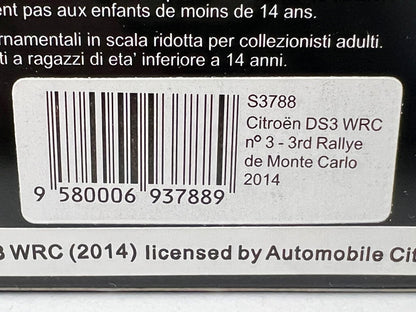 ent pas aux enfants de moins de 14 ans.
ornamentali in scala ridotta per collezionisti adulti.
ti a ragazzi di eta' inferiore a 14 anni.
S3788
Citroën DS3 WRC
nº 3 - 3rd Rallye
de Monte Carlo
2014
9 580006 937889
3 WRC (2014) licensed by Automobile Cit